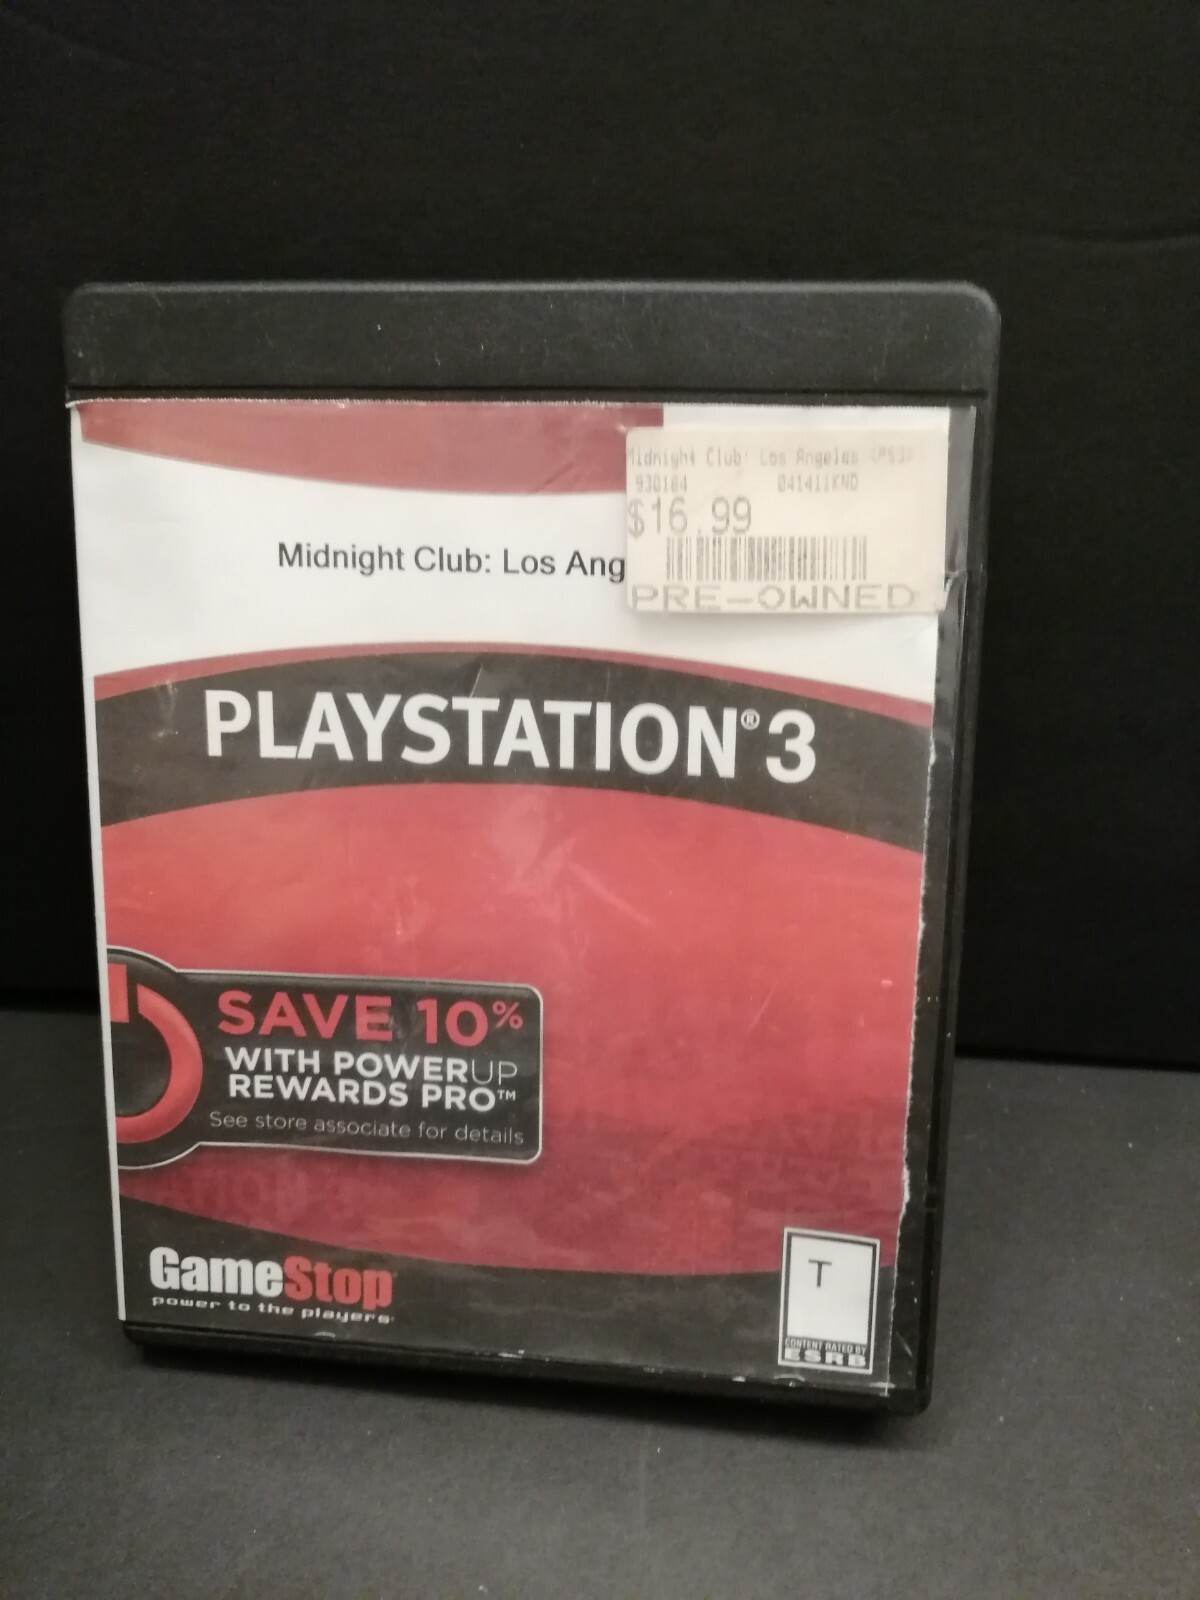 Midnight Club: Los Angeles <PS3>
930184 041411KND
$16.99
PRE-OWNED
Midnight Club: Los Ang
PLAYSTATION® 3
SAVE 10%
WITH POWERUP
REWARDS PRO™
See store associate for details
GameStop
power to the players
T
CONTENT RATED BY
ESRB